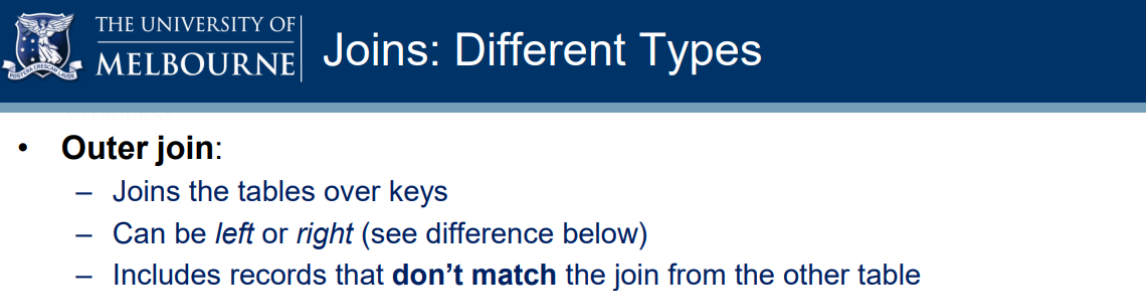 THE UNIVERSITY OF
MELBOURNE
Joins: Different Types
• Outer join:
– Joins the tables over keys
– Can be left or right (see difference below)
– Includes records that don't match the join from the other table